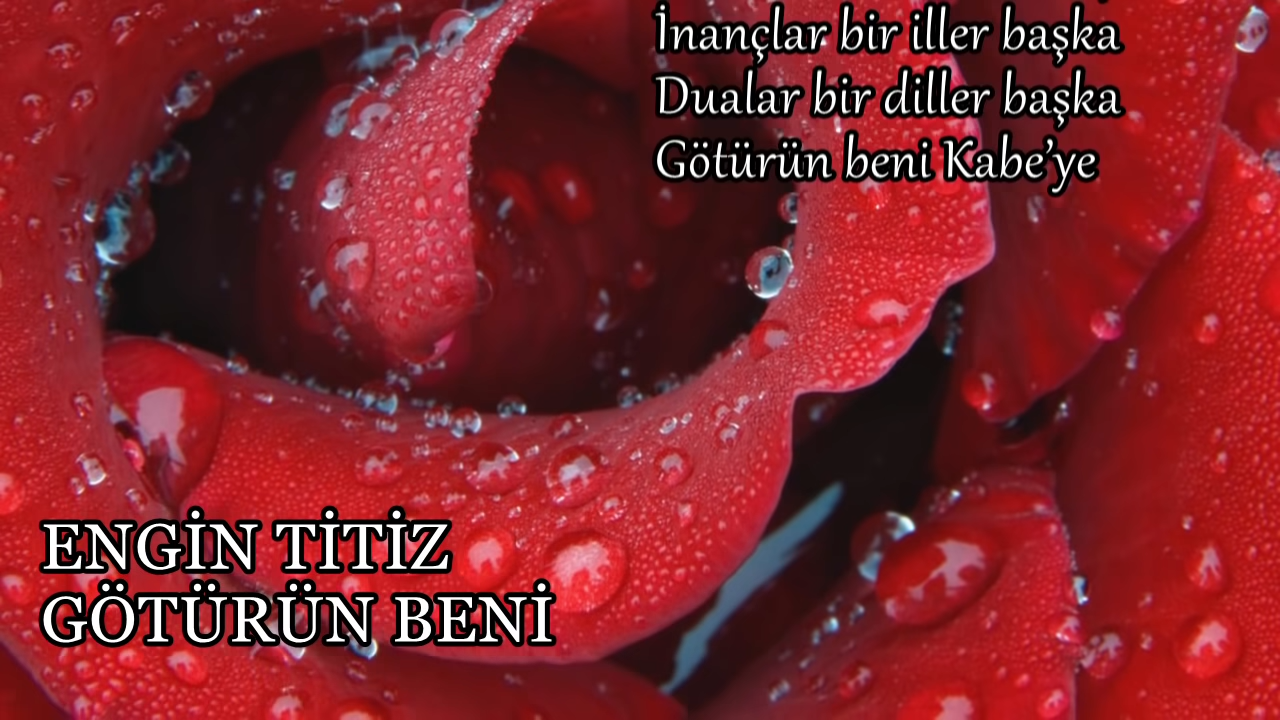 İnançlar bir iller başka
Dualar bir diller başka
Götürün beni Kabe’ye
ENGİN TİTİZ
GÖTÜRÜN BENİ